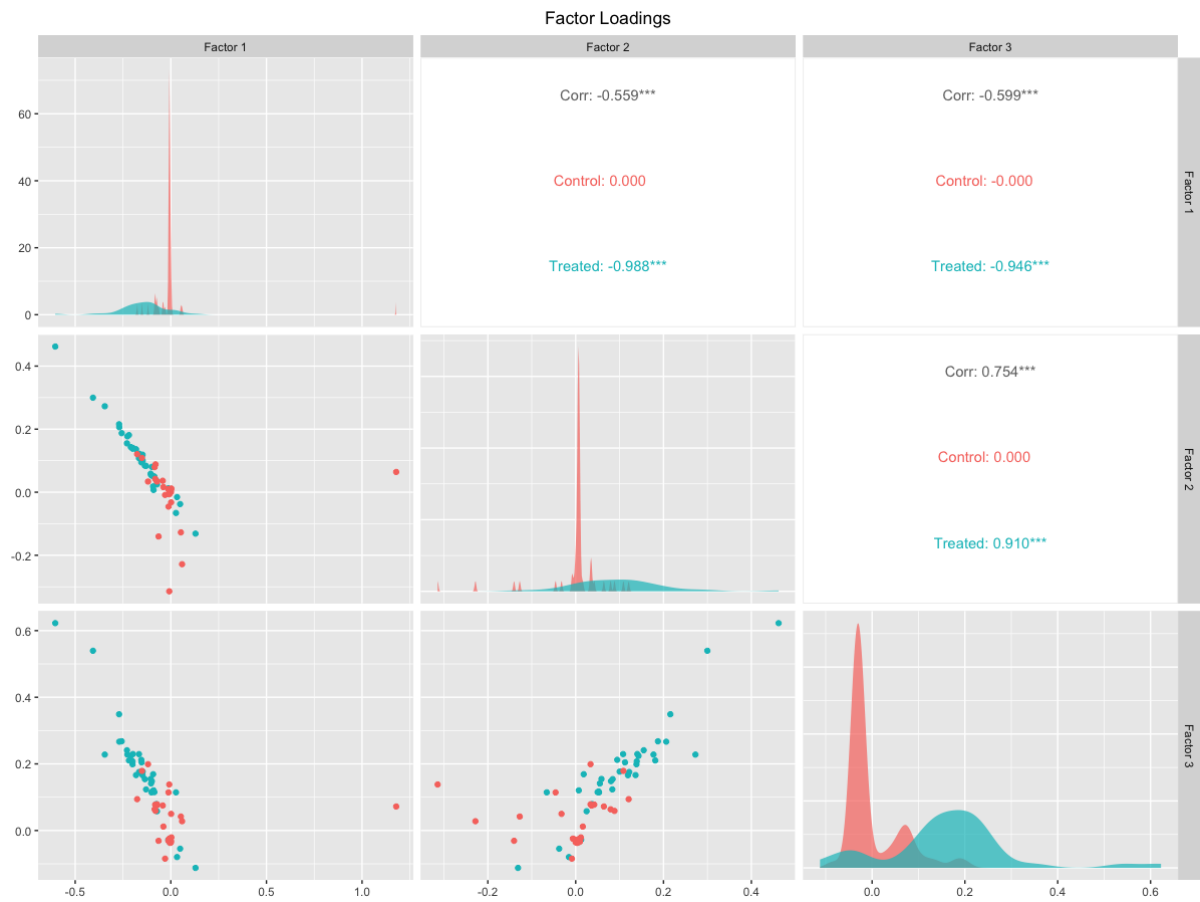 Factor Loadings
Factor 1
Factor 2
Factor 3
60
40
20
0
Corr: -0.559***
Control: 0.000
Treated: -0.988***
Corr: -0.599***
Control: -0.000
Treated: -0.946***
Factor 1
0.4
0.2
0.0
-0.2
Corr: 0.754***
Control: 0.000
Treated: 0.910***
Factor 2
0.6
0.4
0.2
0.0
Factor 3
-0.5
0.0
0.5
1.0
-0.2
0.0
0.2
0.4
0.0
0.2
0.4
0.6